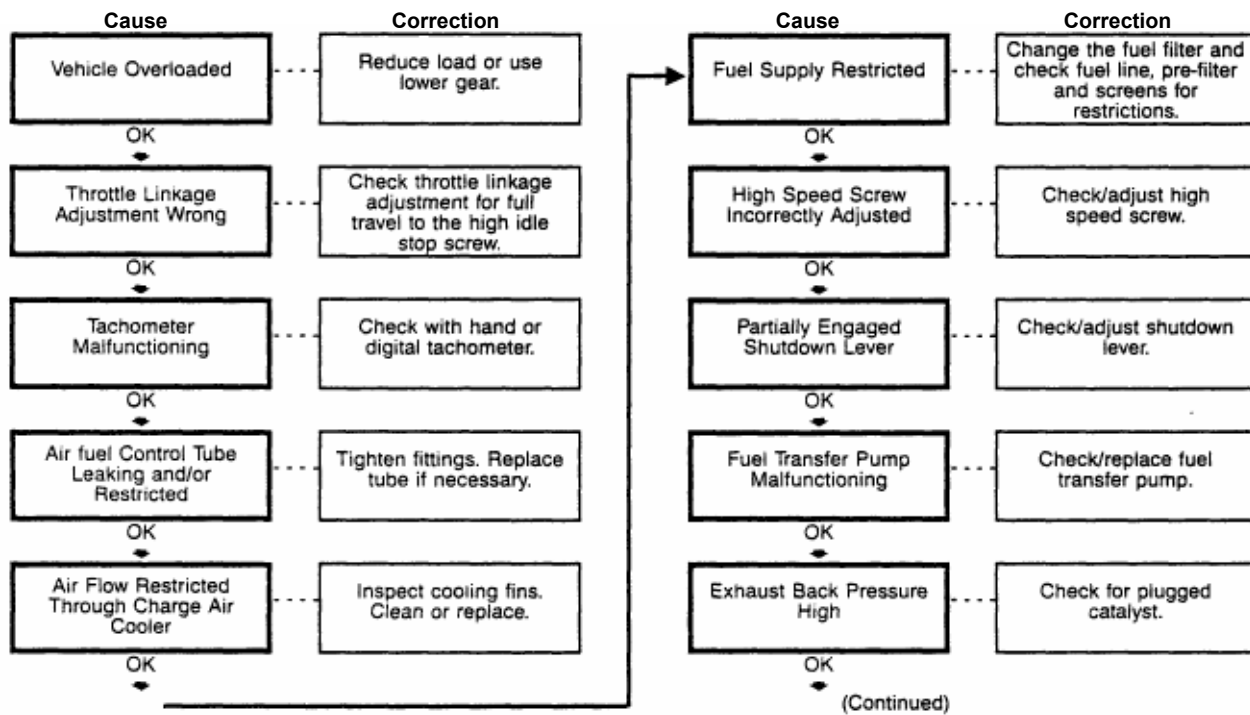 Cause
Correction
Vehicle Overloaded
Reduce load or use
lower gear.
OK
Throttle Linkage
Adjustment Wrong
Check throttle linkage
adjustment for full
travel to the high idle
stop screw.
OK
Tachometer
Malfunctioning
Check with hand or
digital tachometer.
OK
Air fuel Control Tube
Leaking and/or
Restricted
Tighten fittings. Replace
tube if necessary.
OK
Air Flow Restricted
Through Charge Air
Cooler
Inspect cooling fins.
Clean or replace.
OK
Cause
Correction
Fuel Supply Restricted
Change the fuel filter and
check fuel line, pre-filter
and screens for
restrictions.
OK
High Speed Screw
Incorrectly Adjusted
Check/adjust high
speed screw.
OK
Partially Engaged
Shutdown Lever
Check/adjust shutdown
lever.
OK
Fuel Transfer Pump
Malfunctioning
Check/replace fuel
transfer pump.
OK
Exhaust Back Pressure
High
Check for plugged
catalyst.
OK
(Continued)